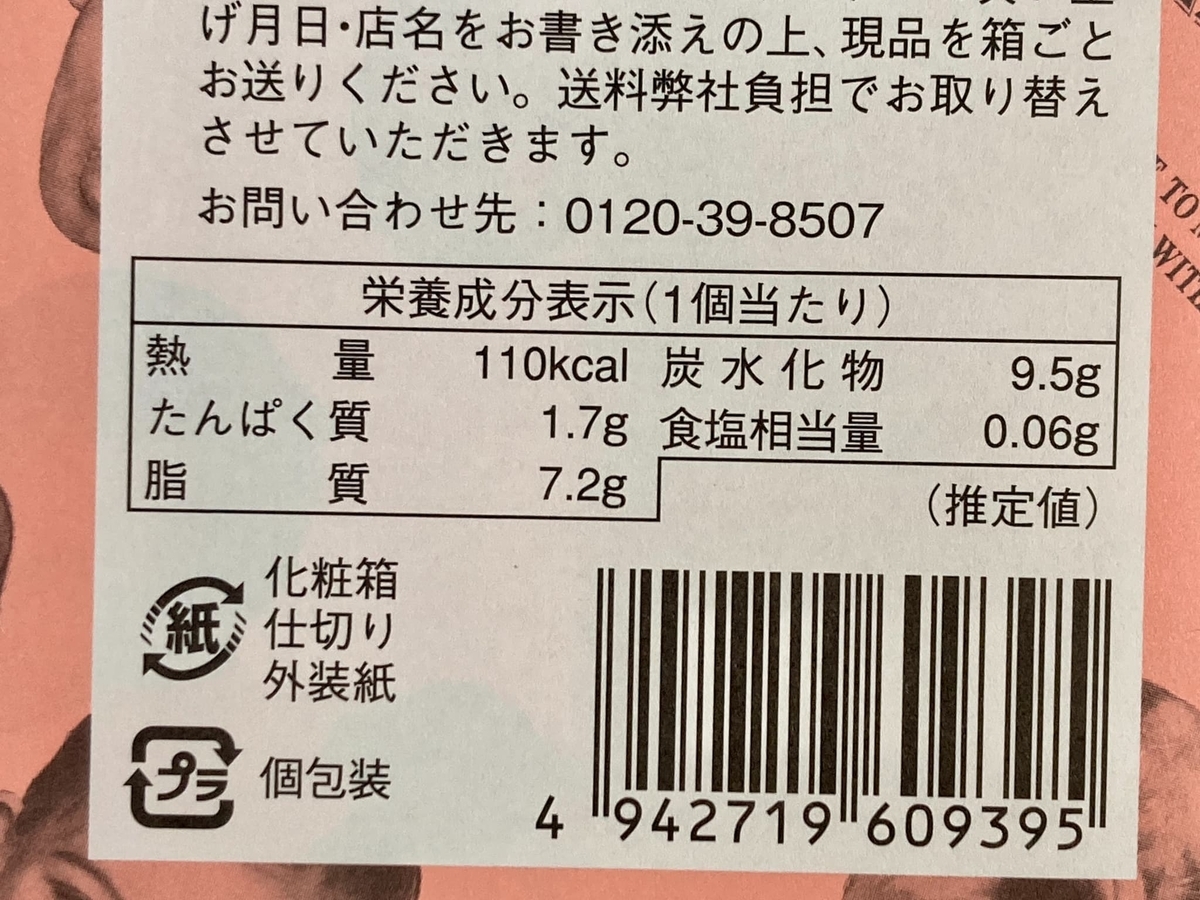 げ月日・店名をお書き添えの上、現品を箱ごと
お送りください。送料弊社負担でお取り替え
させていただきます。
お問い合わせ先：0120-39-8507
栄養成分表示（1個当たり）
熱量 110kcal 炭水化物 9.5g
たんぱく質 1.7g 食塩相当量 0.06g
脂質 7.2g
（推定値）
紙 化粧箱
仕切り
外装紙
プラ 個包装
4 942719 609395
TO
WITH